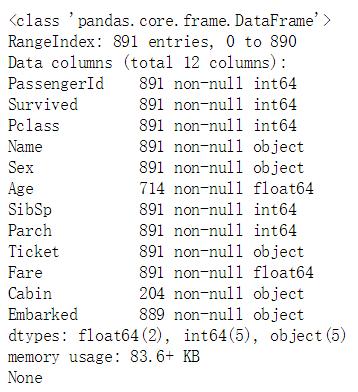 <class 'pandas.core.frame.DataFrame'>
RangeIndex: 891 entries, 0 to 890
Data columns (total 12 columns):
PassengerId    891 non-null int64
Survived       891 non-null int64
Pclass         891 non-null int64
Name           891 non-null object
Sex            891 non-null object
Age            714 non-null float64
SibSp          891 non-null int64
Parch          891 non-null int64
Ticket         891 non-null object
Fare           891 non-null float64
Cabin          204 non-null object
Embarked       889 non-null object
dtypes: float64(2), int64(5), object(5)
memory usage: 83.6+ KB
None